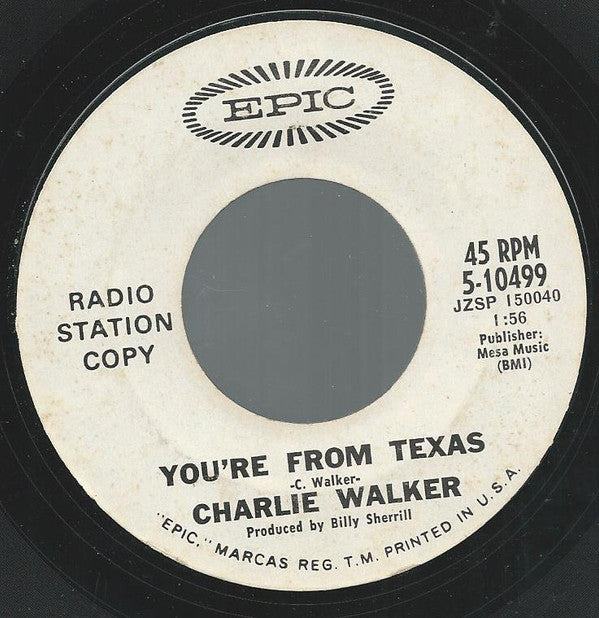 EPIC
RADIO
STATION
COPY
45 RPM
5-10499
JZSP 150040
1:56
Publisher:
Mesa Music
(BMI)
YOU'RE FROM TEXAS
-C. Walker-
CHARLIE WALKER
Produced by Billy Sherrill
"EPIC," MARCAS REG. T.M. PRINTED IN U.S.A.